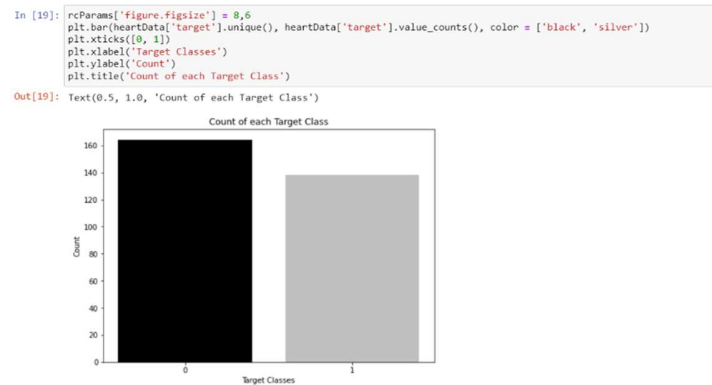 In [19]: rcParams['figure.figsize'] = 8,6
plt.bar(heartData['target'].unique(), heartData['target'].value_counts(), color = ['black', 'silver'])
plt.xticks([0, 1])
plt.xlabel('Target Classes')
plt.ylabel('Count')
plt.title('Count of each Target Class')
Out[19]: Text(0.5, 1.0, 'Count of each Target Class')
Count of each Target Class
160
140
120
100
80
60
40
20
0
Count
0 1
Target Classes